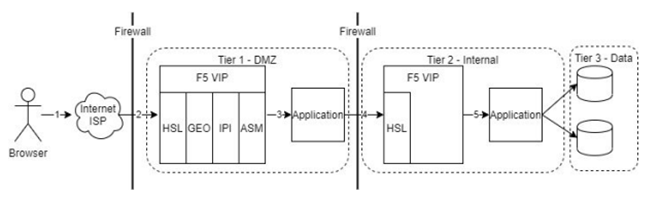 Firewall
Firewall
Tier 1 - DMZ
Tier 2 - Internal
Tier 3 - Data
F5 VIP
F5 VIP
Internet
ISP
1
2
HSL
GEO
IPI
ASM
3
Application
4
HSL
5
Application
Browser